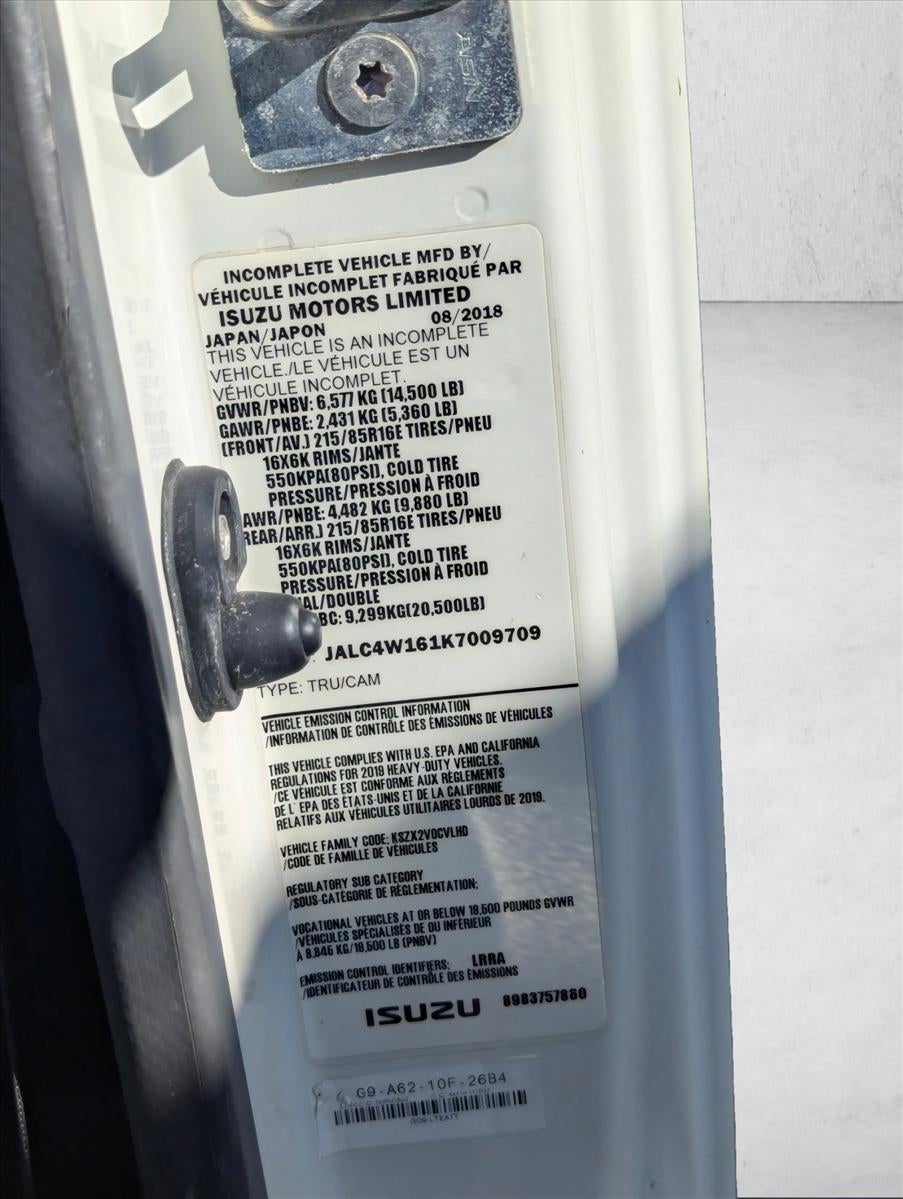 NSA
INCOMPLETE VEHICLE MFD BY/
VÉHICULE INCOMPLET FABRIQUÉ PAR
ISUZU MOTORS LIMITED
JAPAN/JAPON 08/2018
THIS VEHICLE IS AN INCOMPLETE
VEHICLE./LE VÉHICULE EST UN
VÉHICULE INCOMPLET.
GVWR/PNBV: 6,577 KG (14,500 LB)
GAWR/PNBE: 2,431 KG (5,360 LB)
(FRONT/AV.) 215/85R16E TIRES/PNEU
16X6K RIMS/JANTE
550KPA(80PSI), COLD TIRE
PRESSURE/PRESSION À FROID
AWR/PNBE: 4,482 KG (9,880 LB)
REAR/ARR.) 215/85R16E TIRES/PNEU
16X6K RIMS/JANTE
550KPA(80PSI), COLD TIRE
PRESSURE/PRESSION À FROID
AL/DOUBLE
BC: 9,299KG(20,500LB)
: JALC4W161K7009709
TYPE: TRU/CAM
VEHICLE EMISSION CONTROL INFORMATION
/INFORMATION DE CONTRÔLE DES ÉMISSIONS DE VÉHICULES
THIS VEHICLE COMPLIES WITH U.S. EPA AND CALIFORNIA
REGULATIONS FOR 2019 HEAVY-DUTY VEHICLES.
/CE VÉHICULE EST CONFORME AUX RÈGLEMENTS
DE L' EPA DES ÉTATS-UNIS ET DE LA CALIFORNIE
RELATIFS AUX VÉHICULES UTILITAIRES LOURDS DE 2019.
VEHICLE FAMILY CODE: KSZX2VOCVLHD
/CODE DE FAMILLE DE VÉHICULES
REGULATORY SUB CATEGORY
/SOUS-CATÉGORIE DE RÉGLEMENTATION:
VOCATIONAL VEHICLES AT OR BELOW 19,500 POUNDS GVWR
/VÉHICULES SPÉCIALISÉS DE OU INFÉRIEUR
À 8,845 KG/19,500 LB (PNBV)
EMISSION CONTROL IDENTIFIERS: LRRA
/IDENTIFICATEUR DE CONTRÔLE DES ÉMISSIONS
ISUZU 8983757860
G9-A62-10F-26B4